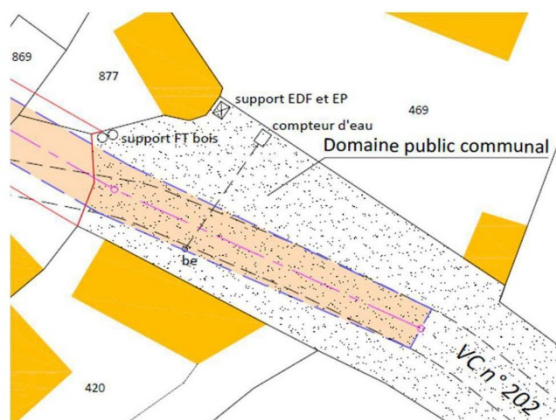 869
877
support EDF et EP
469
compteur d'eau
support FT bois
Domaine public communal
be
VC n° 202
420